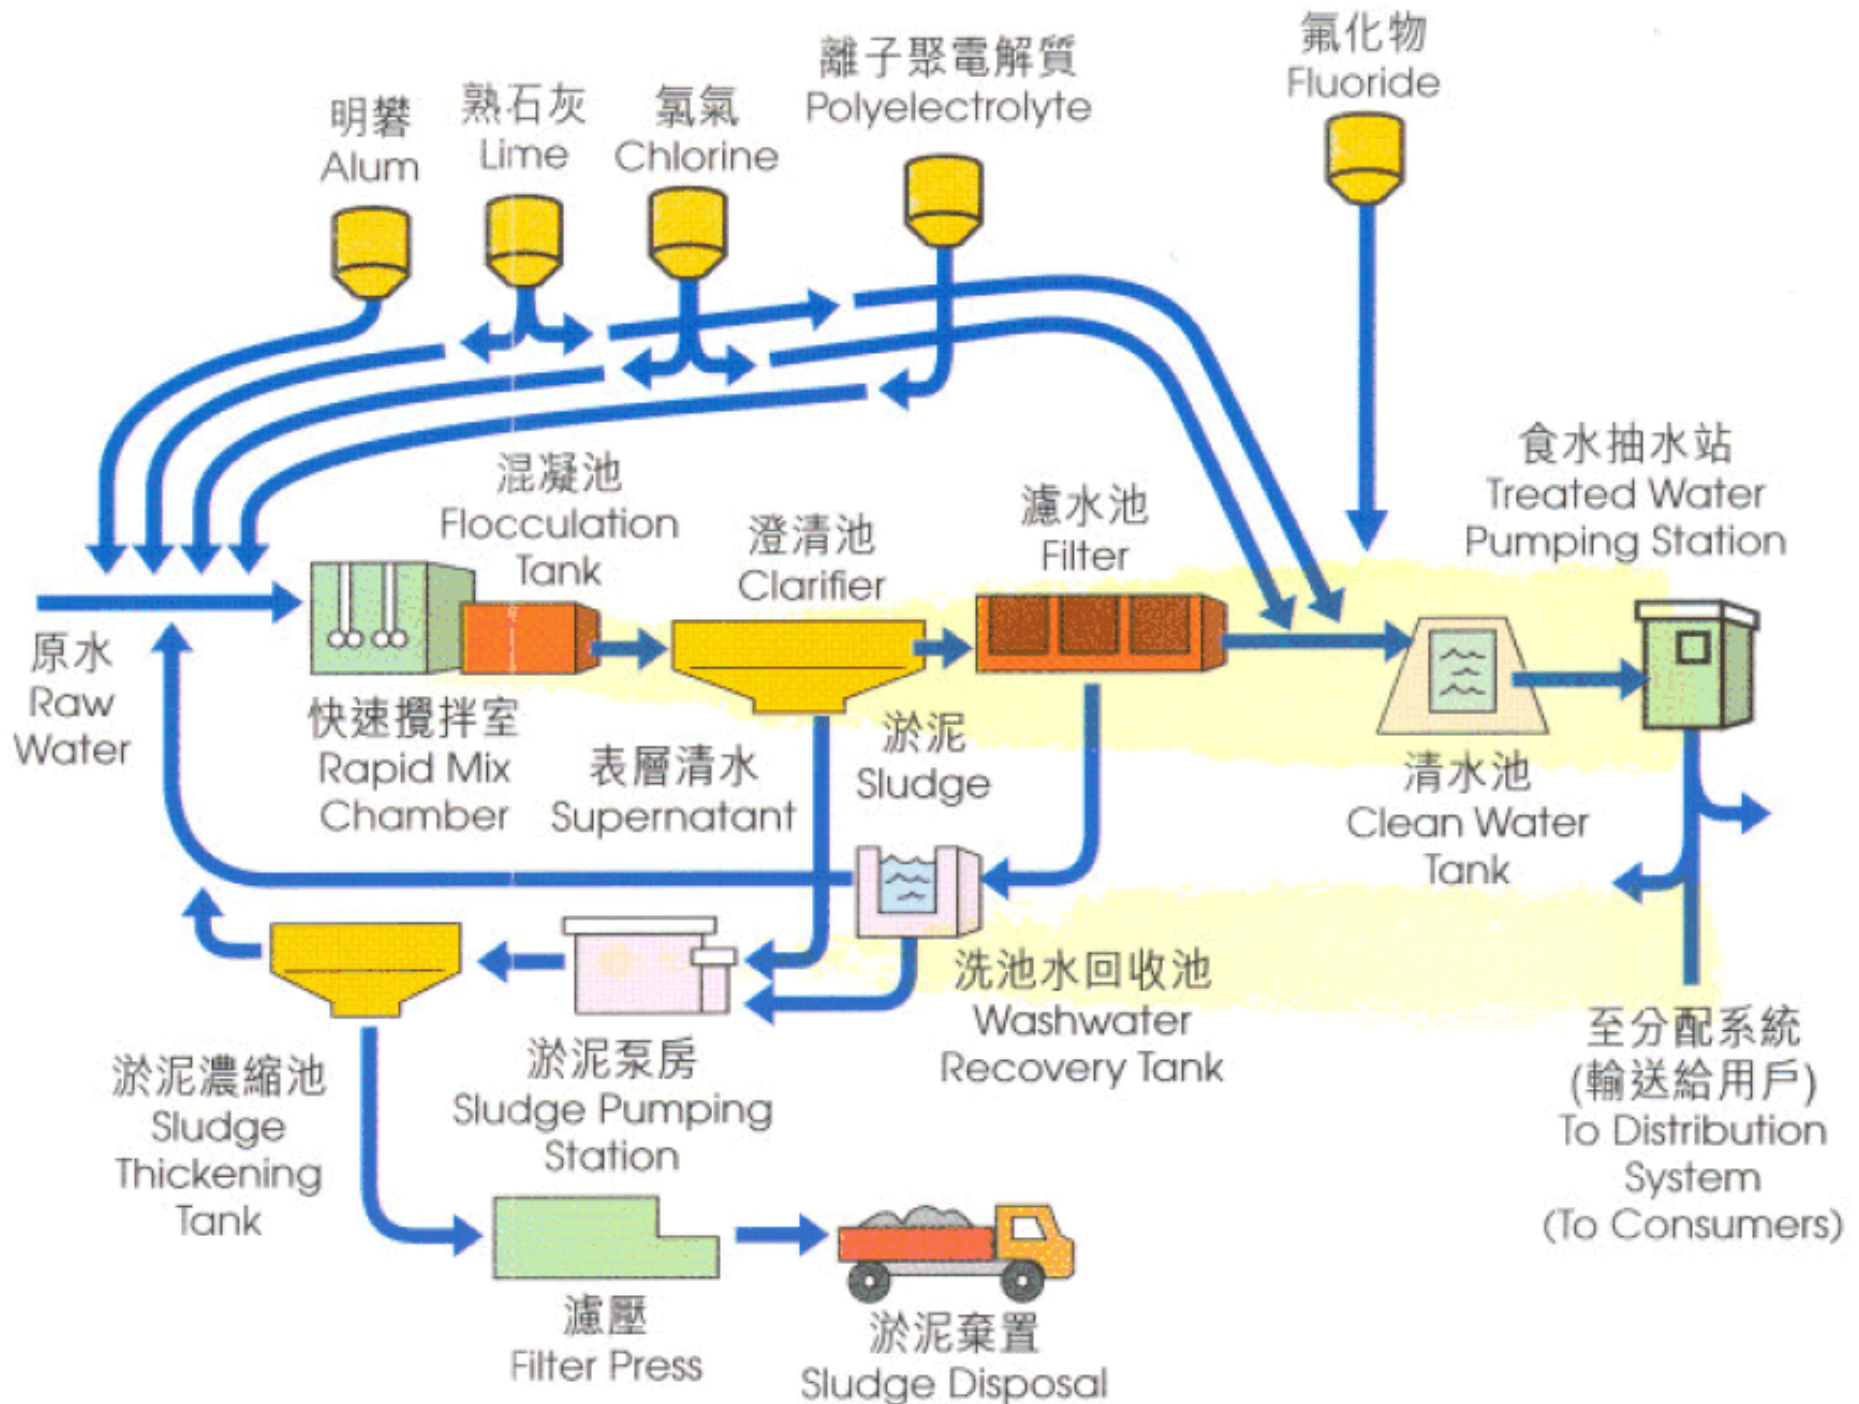 明礬
Alum
熟石灰
Lime
氯氣
Chlorine
離子聚電解質
Polyelectrolyte
氟化物
Fluoride
混凝池
Flocculation
Tank
澄清池
Clarifier
濾水池
Filter
食水抽水站
Treated Water
Pumping Station
原水
Raw
Water
快速攪拌室
Rapid Mix
Chamber
表層清水
Supernatant
淤泥
Sludge
清水池
Clean Water
Tank
淤泥濃縮池
Sludge
Thickening
Tank
淤泥泵房
Sludge Pumping
Station
洗池水回收池
Washwater
Recovery Tank
至分配系統
(輸送給用戶)
To Distribution
System
(To Consumers)
濾壓
Filter Press
淤泥棄置
Sludge Disposal